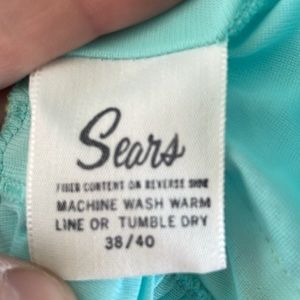 Sears
FIBER CONTENT ON REVERSE SIDE
MACHINE WASH WARM
LINE OR TUMBLE DRY
38/40